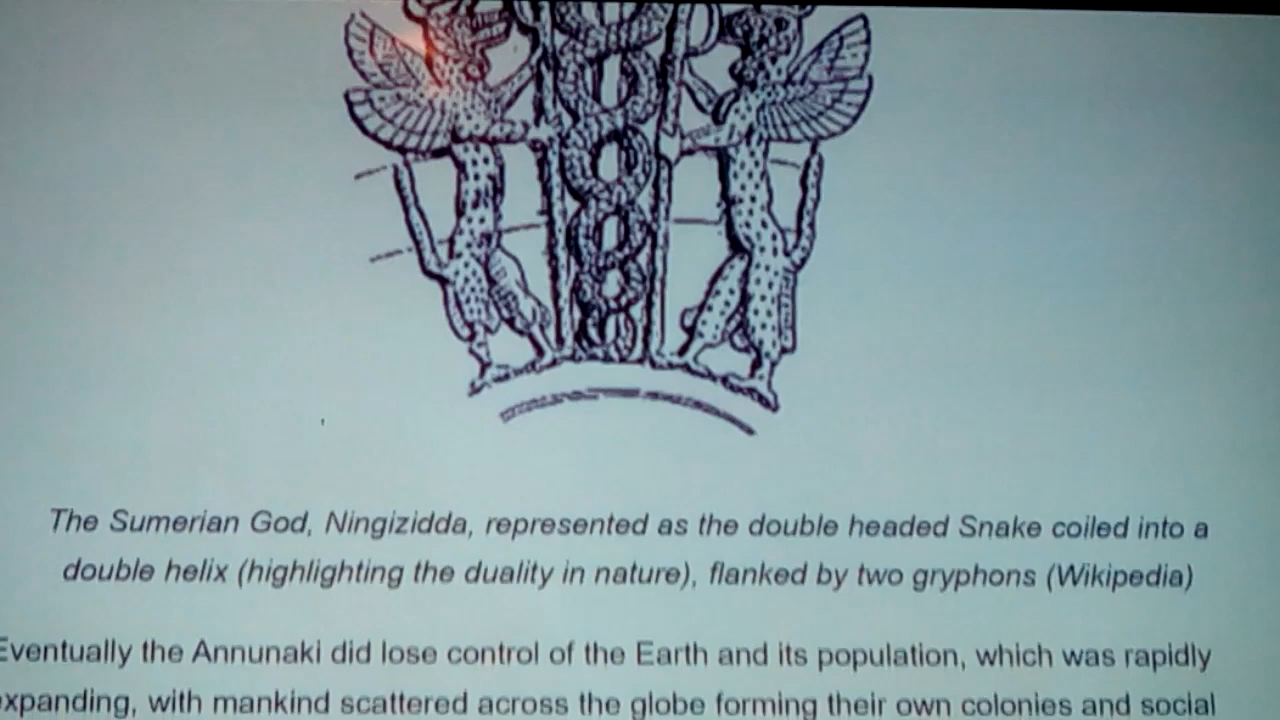 The Sumerian God, Ningizidda, represented as the double headed Snake coiled into a
double helix (highlighting the duality in nature), flanked by two gryphons (Wikipedia)
Eventually the Annunaki did lose control of the Earth and its population, which was rapidly
expanding, with mankind scattered across the globe forming their own colonies and social